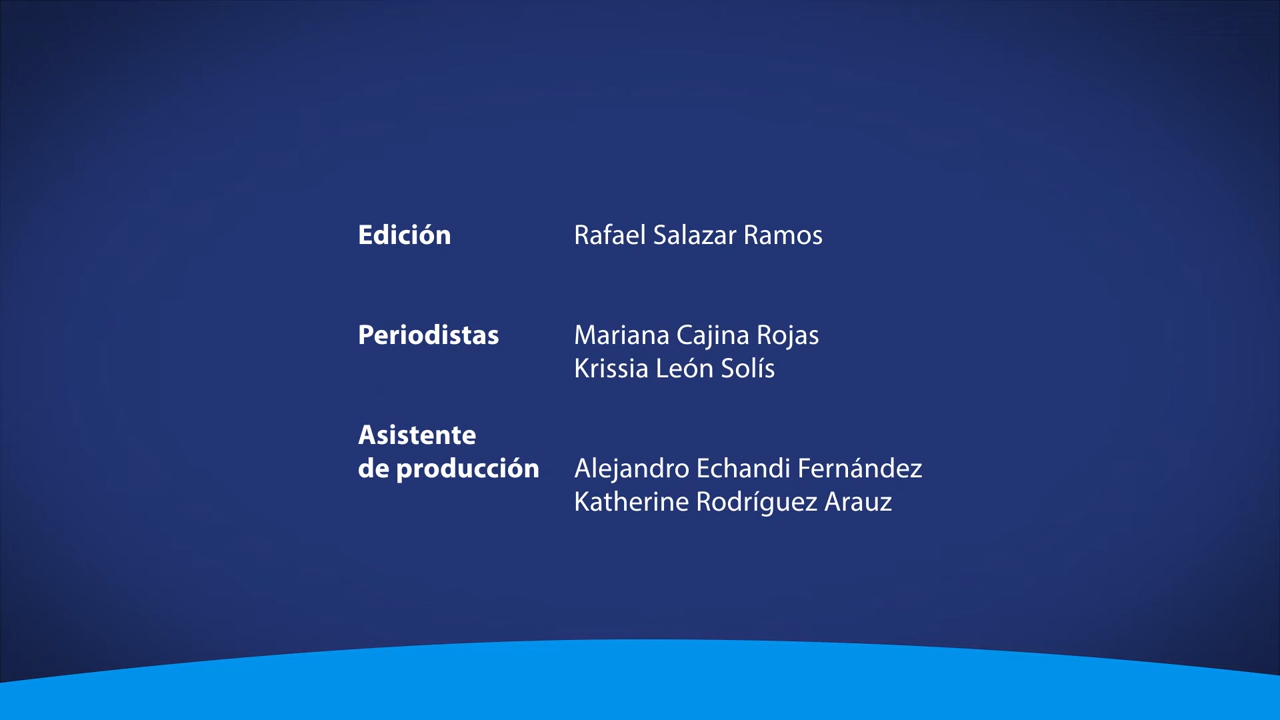 Edición Rafael Salazar Ramos
Periodistas Mariana Cajina Rojas
Krissia León Solís
Asistente
de producción Alejandro Echandi Fernández
Katherine Rodríguez Arauz